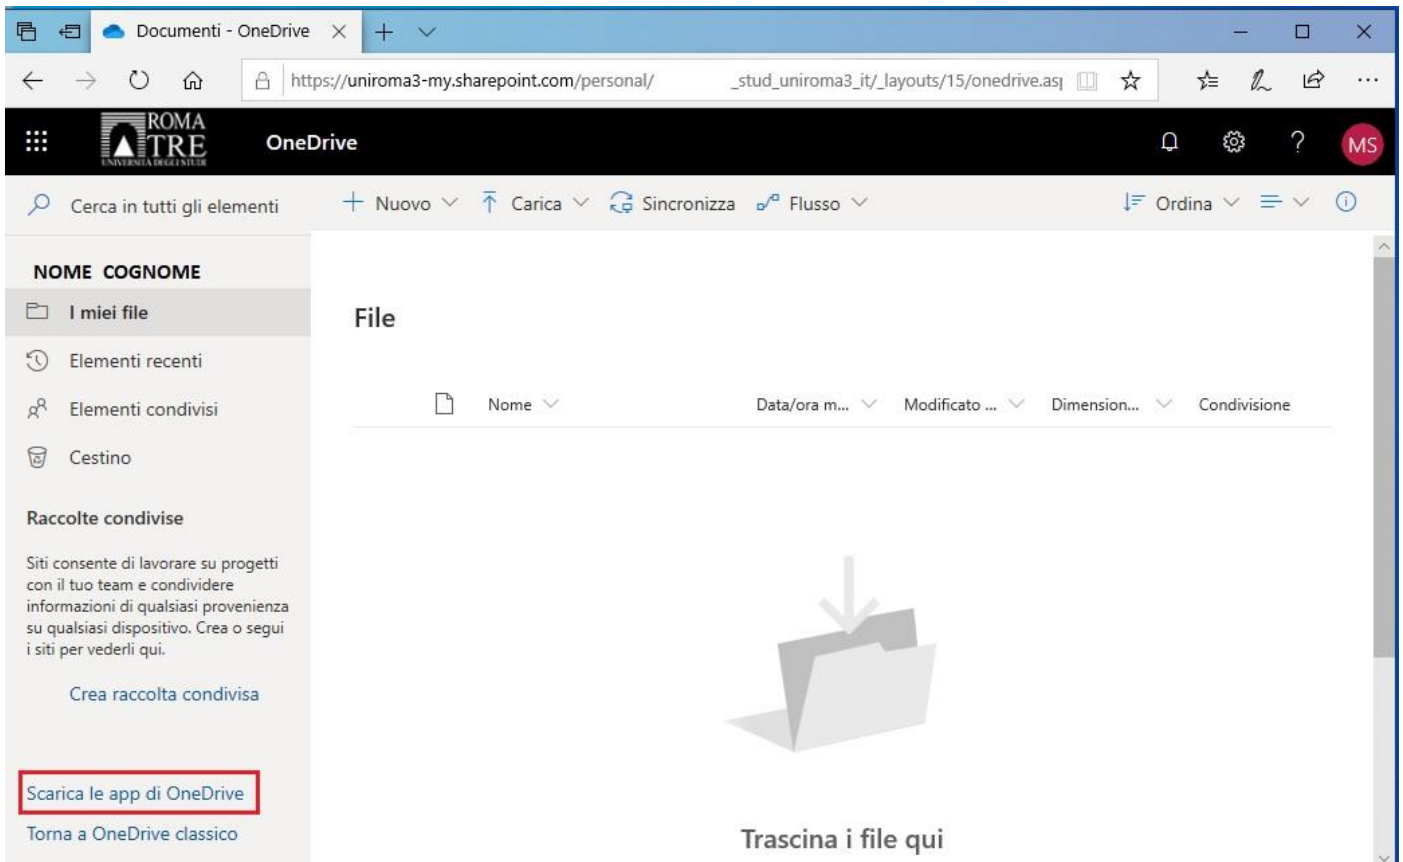 Documenti - OneDrive
https://uniroma3-my.sharepoint.com/personal/ _stud_uniroma3_it/_layouts/15/onedrive.asp
ROMA
TRE
UNIVERSITÀ DEGLI STUDI
OneDrive
?
MS
Cerca in tutti gli elementi
Nuovo
Carica
Sincronizza
Flusso
Ordina
NOME COGNOME
I miei file
Elementi recenti
Elementi condivisi
Cestino
Raccolte condivise
Siti consente di lavorare su progetti
con il tuo team e condividere
informazioni di qualsiasi provenienza
su qualsiasi dispositivo. Crea o segui
i siti per vederli qui.
Crea raccolta condivisa
Scarica le app di OneDrive
Torna a OneDrive classico
File
Nome
Data/ora m...
Modificato ...
Dimension...
Condivisione
Trascina i file qui